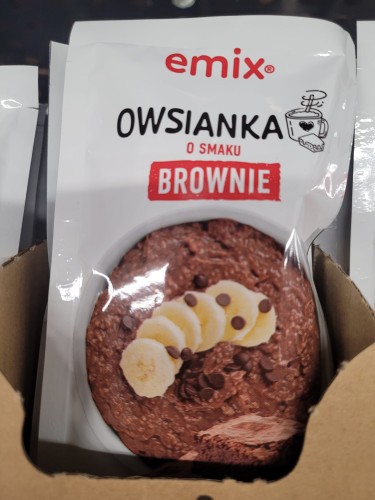 emix®
OWSIANKA
O SMAKU
BROWNIE